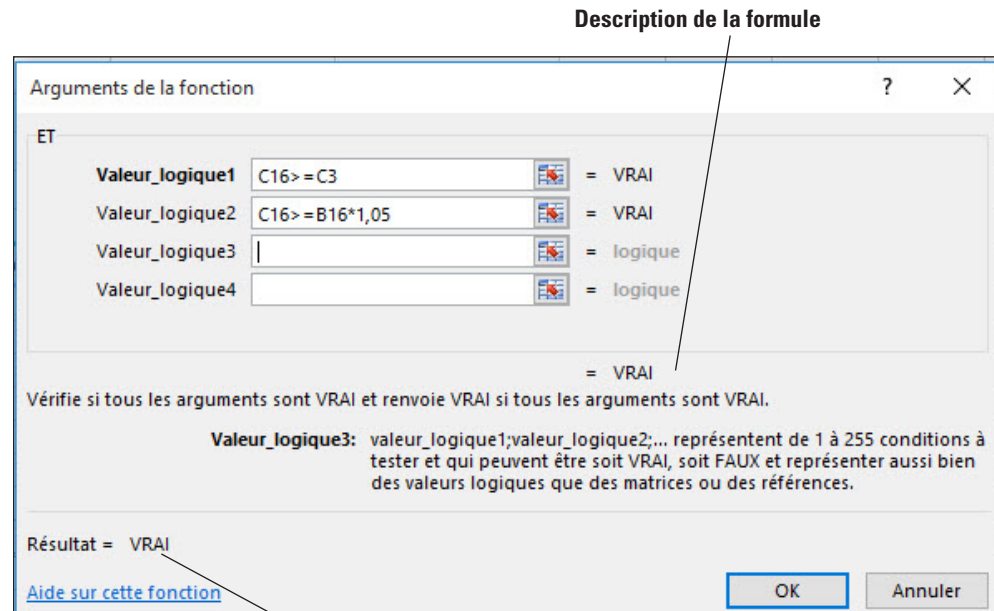 Description de la formule
Arguments de la fonction ? ×
ET
Valeur_logique1 C16>=C3 = VRAI
Valeur_logique2 C16>=B16*1,05 = VRAI
Valeur_logique3 = logique
Valeur_logique4 = logique
= VRAI
Vérifie si tous les arguments sont VRAI et renvoie VRAI si tous les arguments sont VRAI.
Valeur_logique3: valeur_logique1;valeur_logique2;... représentent de 1 à 255 conditions à
tester et qui peuvent être soit VRAI, soit FAUX et représenter aussi bien
des valeurs logiques que des matrices ou des références.
Résultat = VRAI
Aide sur cette fonction OK Annuler